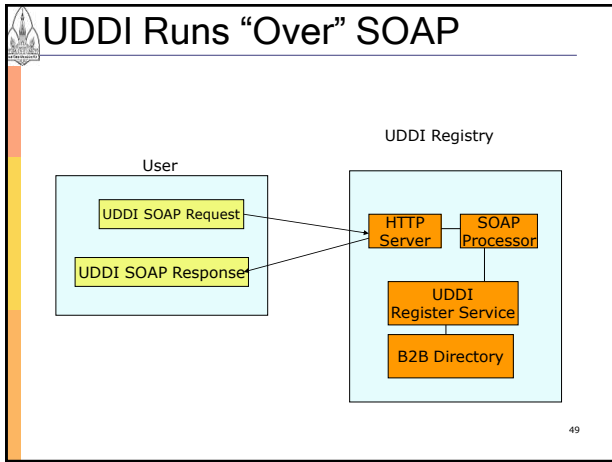 UDDI Runs “Over” SOAP
UDDI Registry
User
UDDI SOAP Request
UDDI SOAP Response
HTTP
Server
SOAP
Processor
UDDI
Register Service
B2B Directory
49